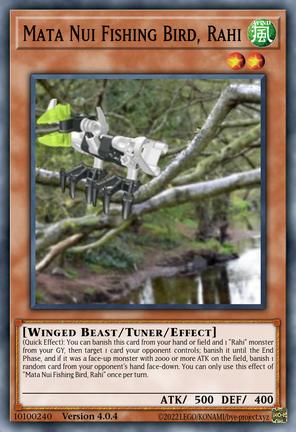 Mata Nui Fishing Bird, Rahi
WIND
風
[Winged Beast/Tuner/Effect]
(Quick Effect): You can banish this card from your hand or field and 1 "Rahi" monster
from your GY, then target 1 card your opponent controls; banish it until the End
Phase, and if it was a face-up monster with 2000 or more ATK on the field, banish 1
random card from your opponent's hand face-down. You can only use this effect of
"Mata Nui Fishing Bird, Rahi" once per turn.
ATK/ 500 DEF/ 400
10100240 Version 4.0.4 ©2022LEGO/KONAMI/bye-project.xyz